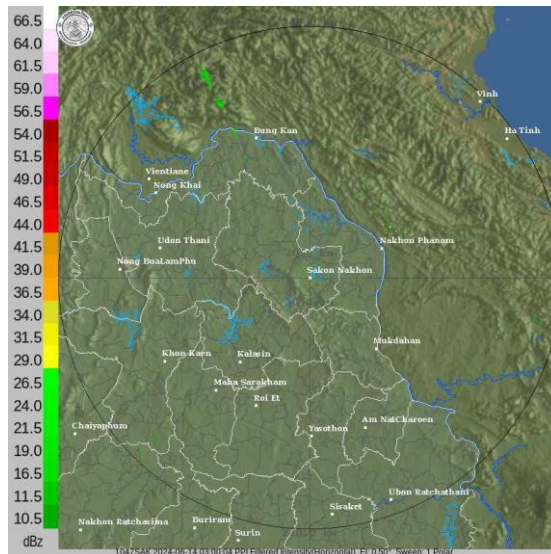 66.5
64.0
61.5
59.0
56.5
54.0
51.5
49.0
46.5
44.0
41.5
39.0
36.5
34.0
31.5
29.0
26.5
24.0
21.5
19.0
16.5
14.0
11.5
10.5
dBz
Vinh
Ha Tinh
Bung Kan
Vientiane
Nong Khai
Udon Thani
Nakhon Phanom
Nong BuaLamPhu
Sakon Nakhon
Mukdahan
Khon Kaen
Kalasin
Maha Sarakham
Roi Et
Chaiyaphum
Yasothon
Am NatCharoen
Ubon Ratchathani
Sisaket
Nakhon Ratchasima
Buriram
Surin